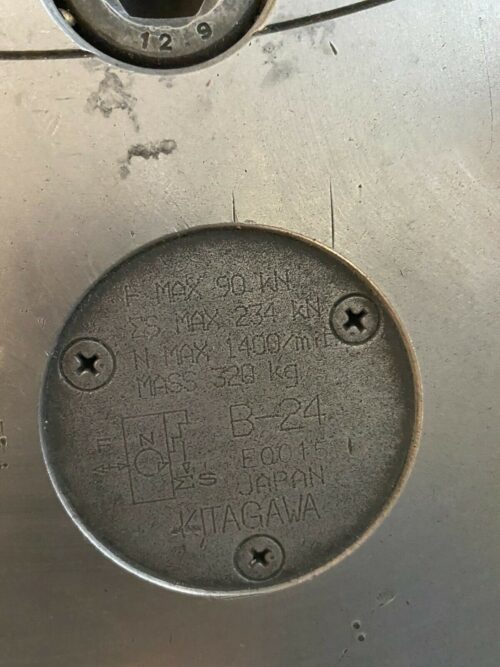 12.9
F MAX 90 KN
ΣS MAX 234 KN
N MAX 1400/min
MASS 320 kg
B-24
F N ΣS
JAPAN
KITAGAWA